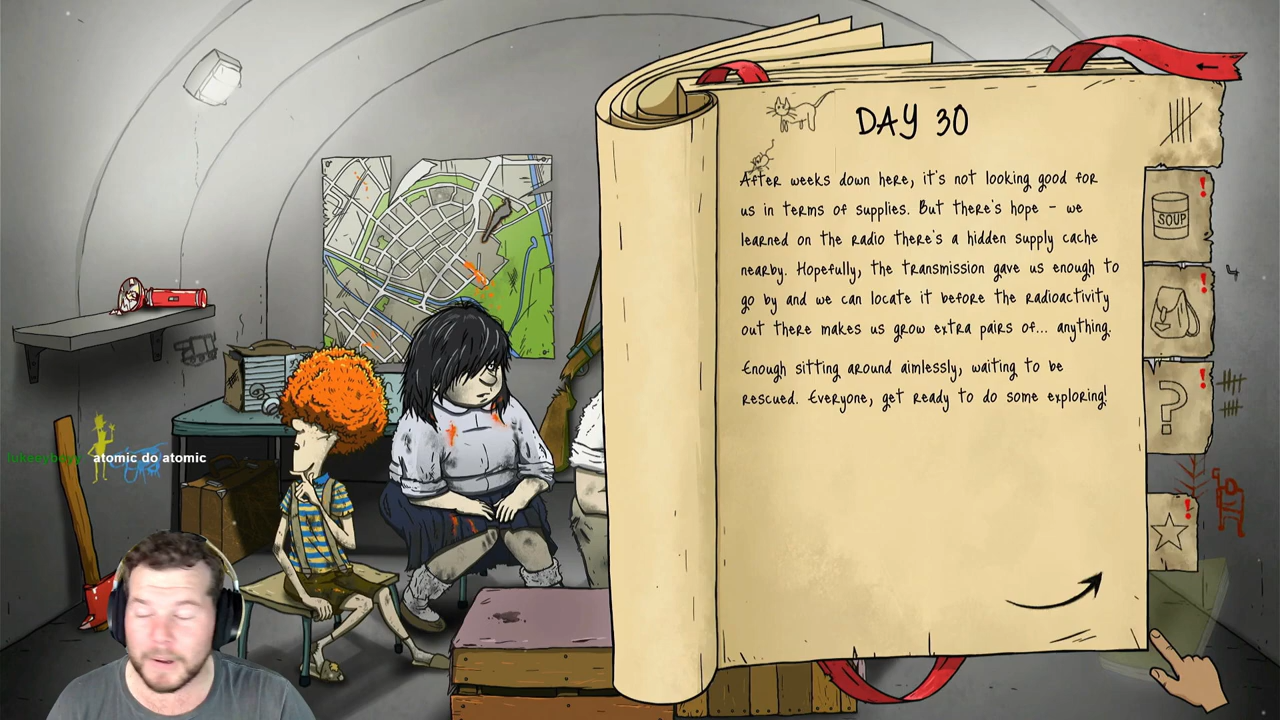 DAY 30
After weeks down here, it's not looking good for
us in terms of supplies. But there's hope - we
learned on the radio there's a hidden supply cache
nearby. Hopefully, the transmission gave us enough to
go by and we can locate it before the radioactivity
out there makes us grow extra pairs of... anything.
Enough sitting around aimlessly, waiting to be
rescued. Everyone, get ready to do some exploring!
!
SOUP
!
!
?
!
atomic do atomic